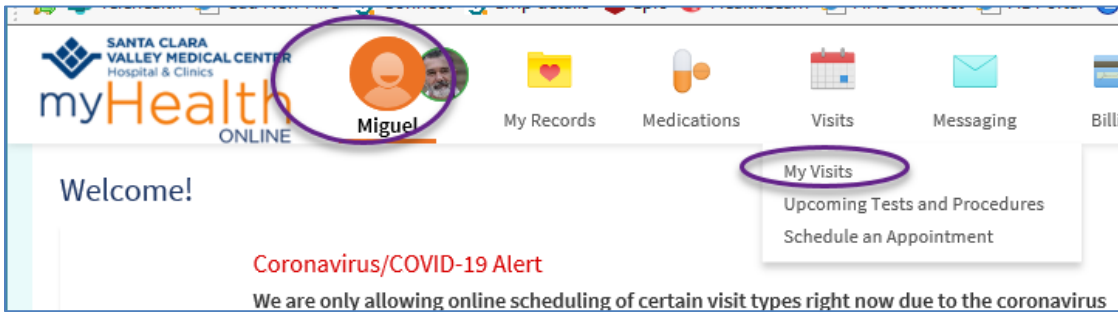 SANTA CLARA
VALLEY MEDICAL CENTER
Hospital & Clinics
myHealth
ONLINE
Miguel
My Records
Medications
Visits
Messaging
My Visits
Upcoming Tests and Procedures
Schedule an Appointment
Welcome!
Coronavirus/COVID-19 Alert
We are only allowing online scheduling of certain visit types right now due to the coronavirus